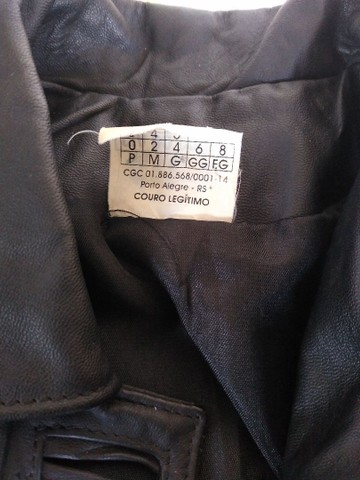 0 2 4 6 8
P M G GG EG
CGC 01.886.568/0001-14
Porto Alegre - RS
COURO LEGÍTIMO